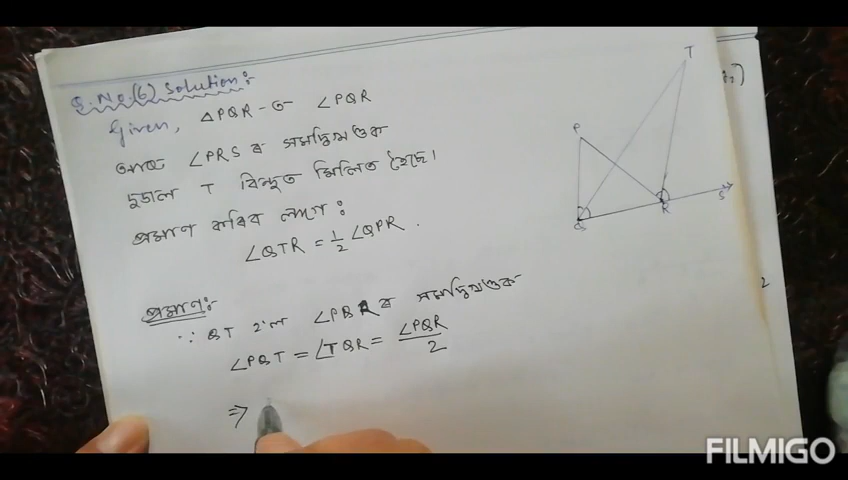 Q.No.(6) Solution:
Given, △PQR-ত ∠PQR
আৰু ∠PRS ৰ সমদ্বিখণ্ডক
দুডাল T বিন্দুত মিলিত হৈছে।
প্ৰমাণ কৰিব লাগে:
∠QTR = 1/2 ∠QPR.
প্ৰমাণ:
∵ QT হ'ল ∠PQR ৰ সমদ্বিখণ্ডক
∠PQT = ∠TQR = ∠PQR/2
⇒
T
P
Q
R
S
2
FILMIGO